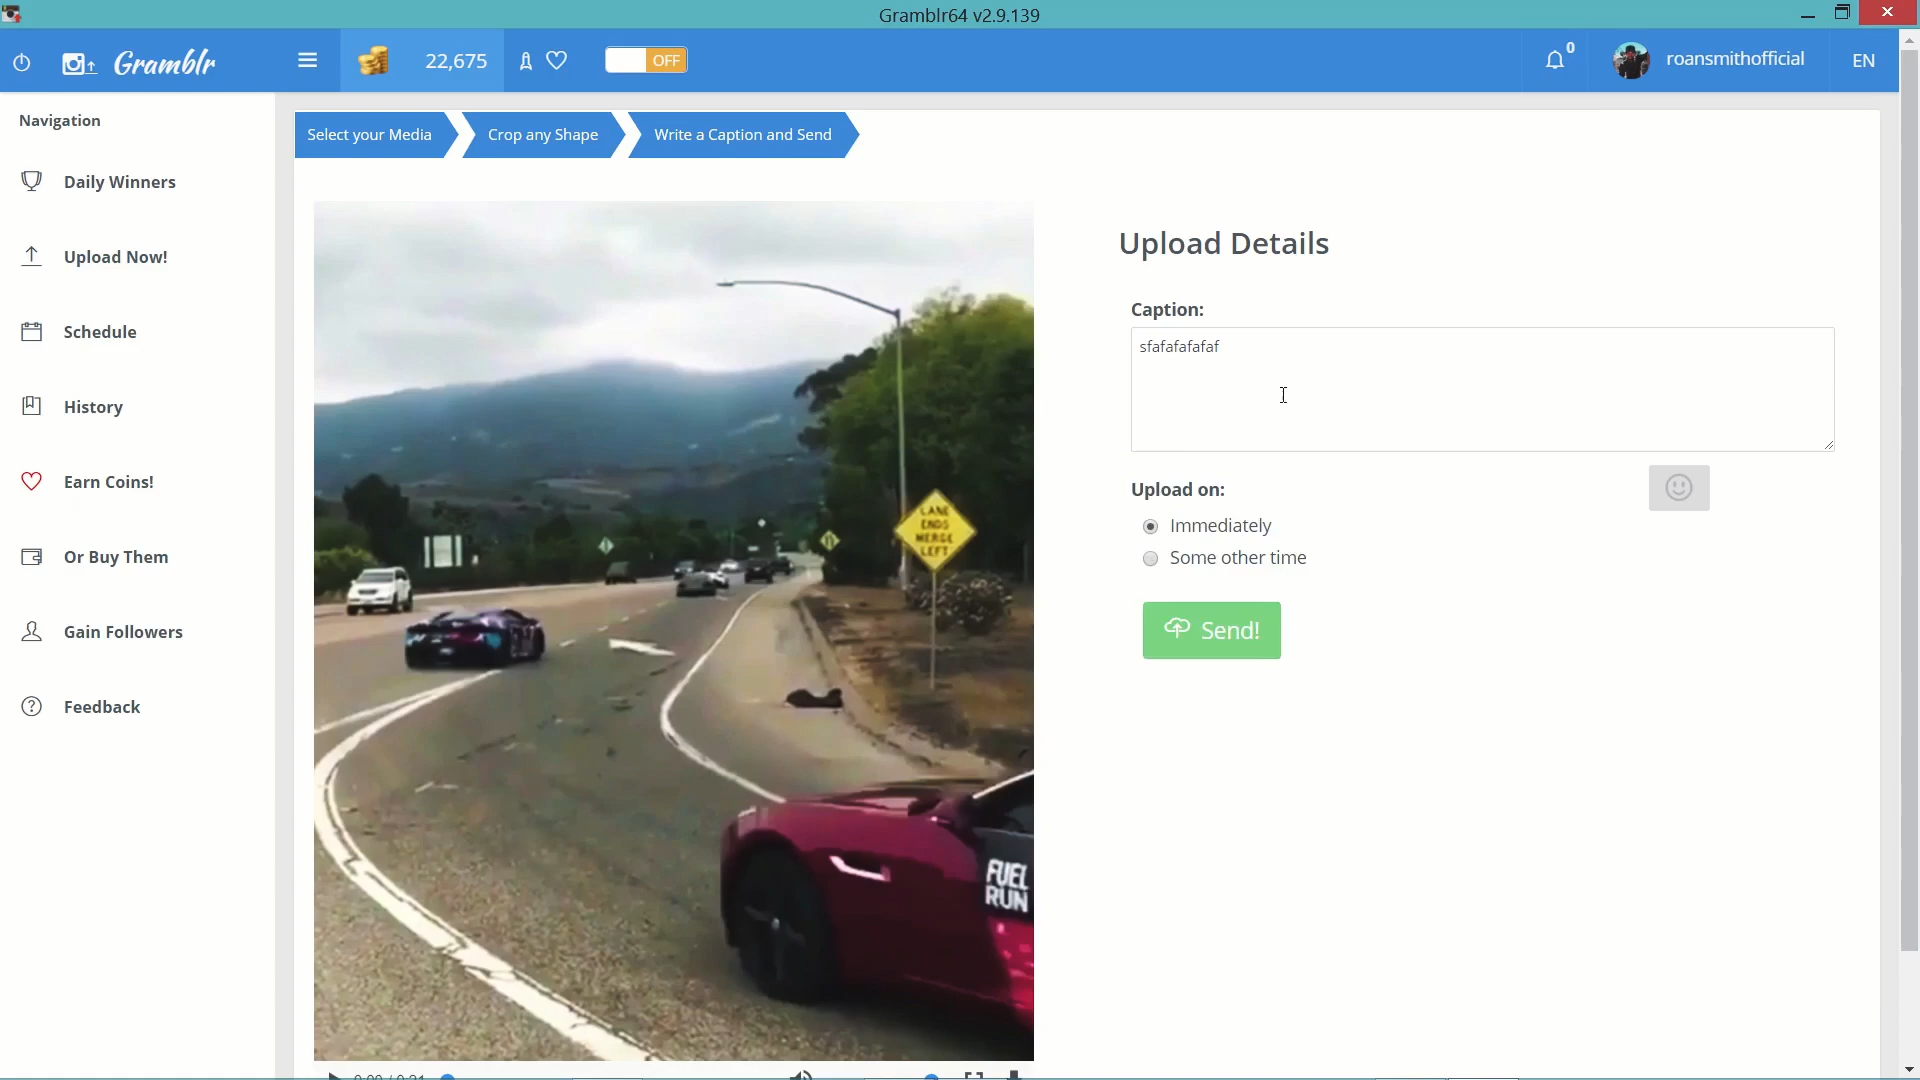 Gramblr64 v2.9.139
Gramblr
22,675
OFF
0
roansmithofficial
EN
Navigation
Daily Winners
Upload Now!
Schedule
History
Earn Coins!
Or Buy Them
Gain Followers
Feedback
Select your Media
Crop any Shape
Write a Caption and Send
LANE
ENDS
MERGE
LEFT
FUEL
RUN
Upload Details
Caption:
sfafafafafaf
Upload on:
Immediately
Some other time
Send!